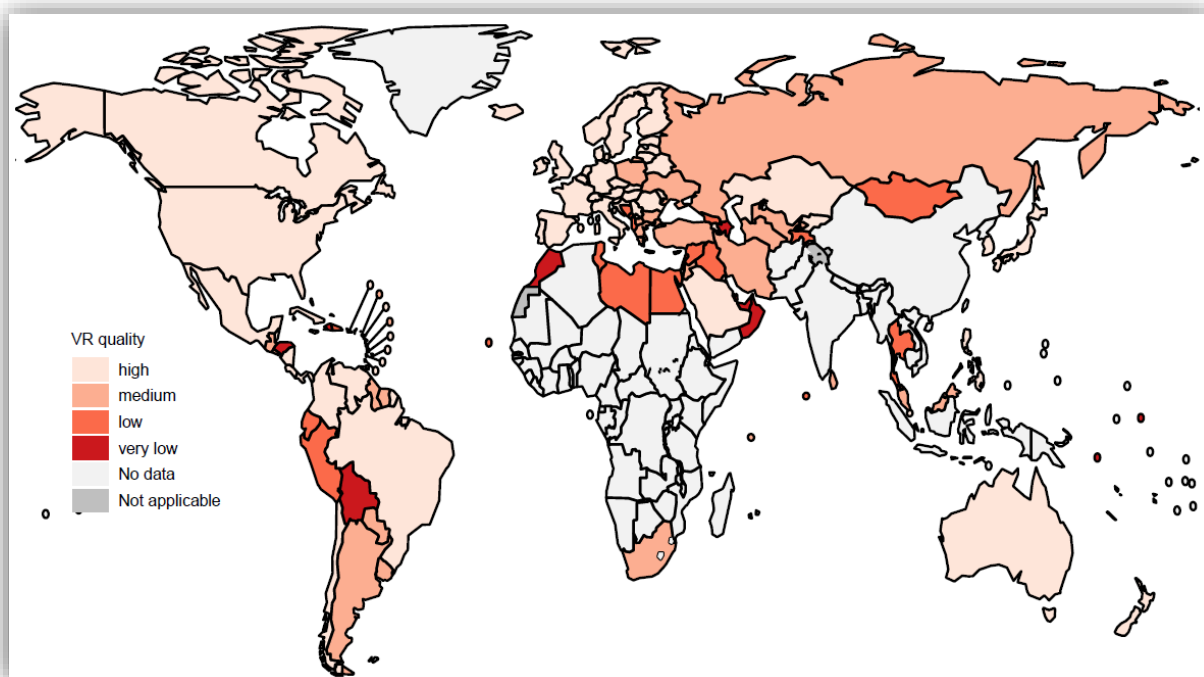 VR quality
high
medium
low
very low
No data
Not applicable